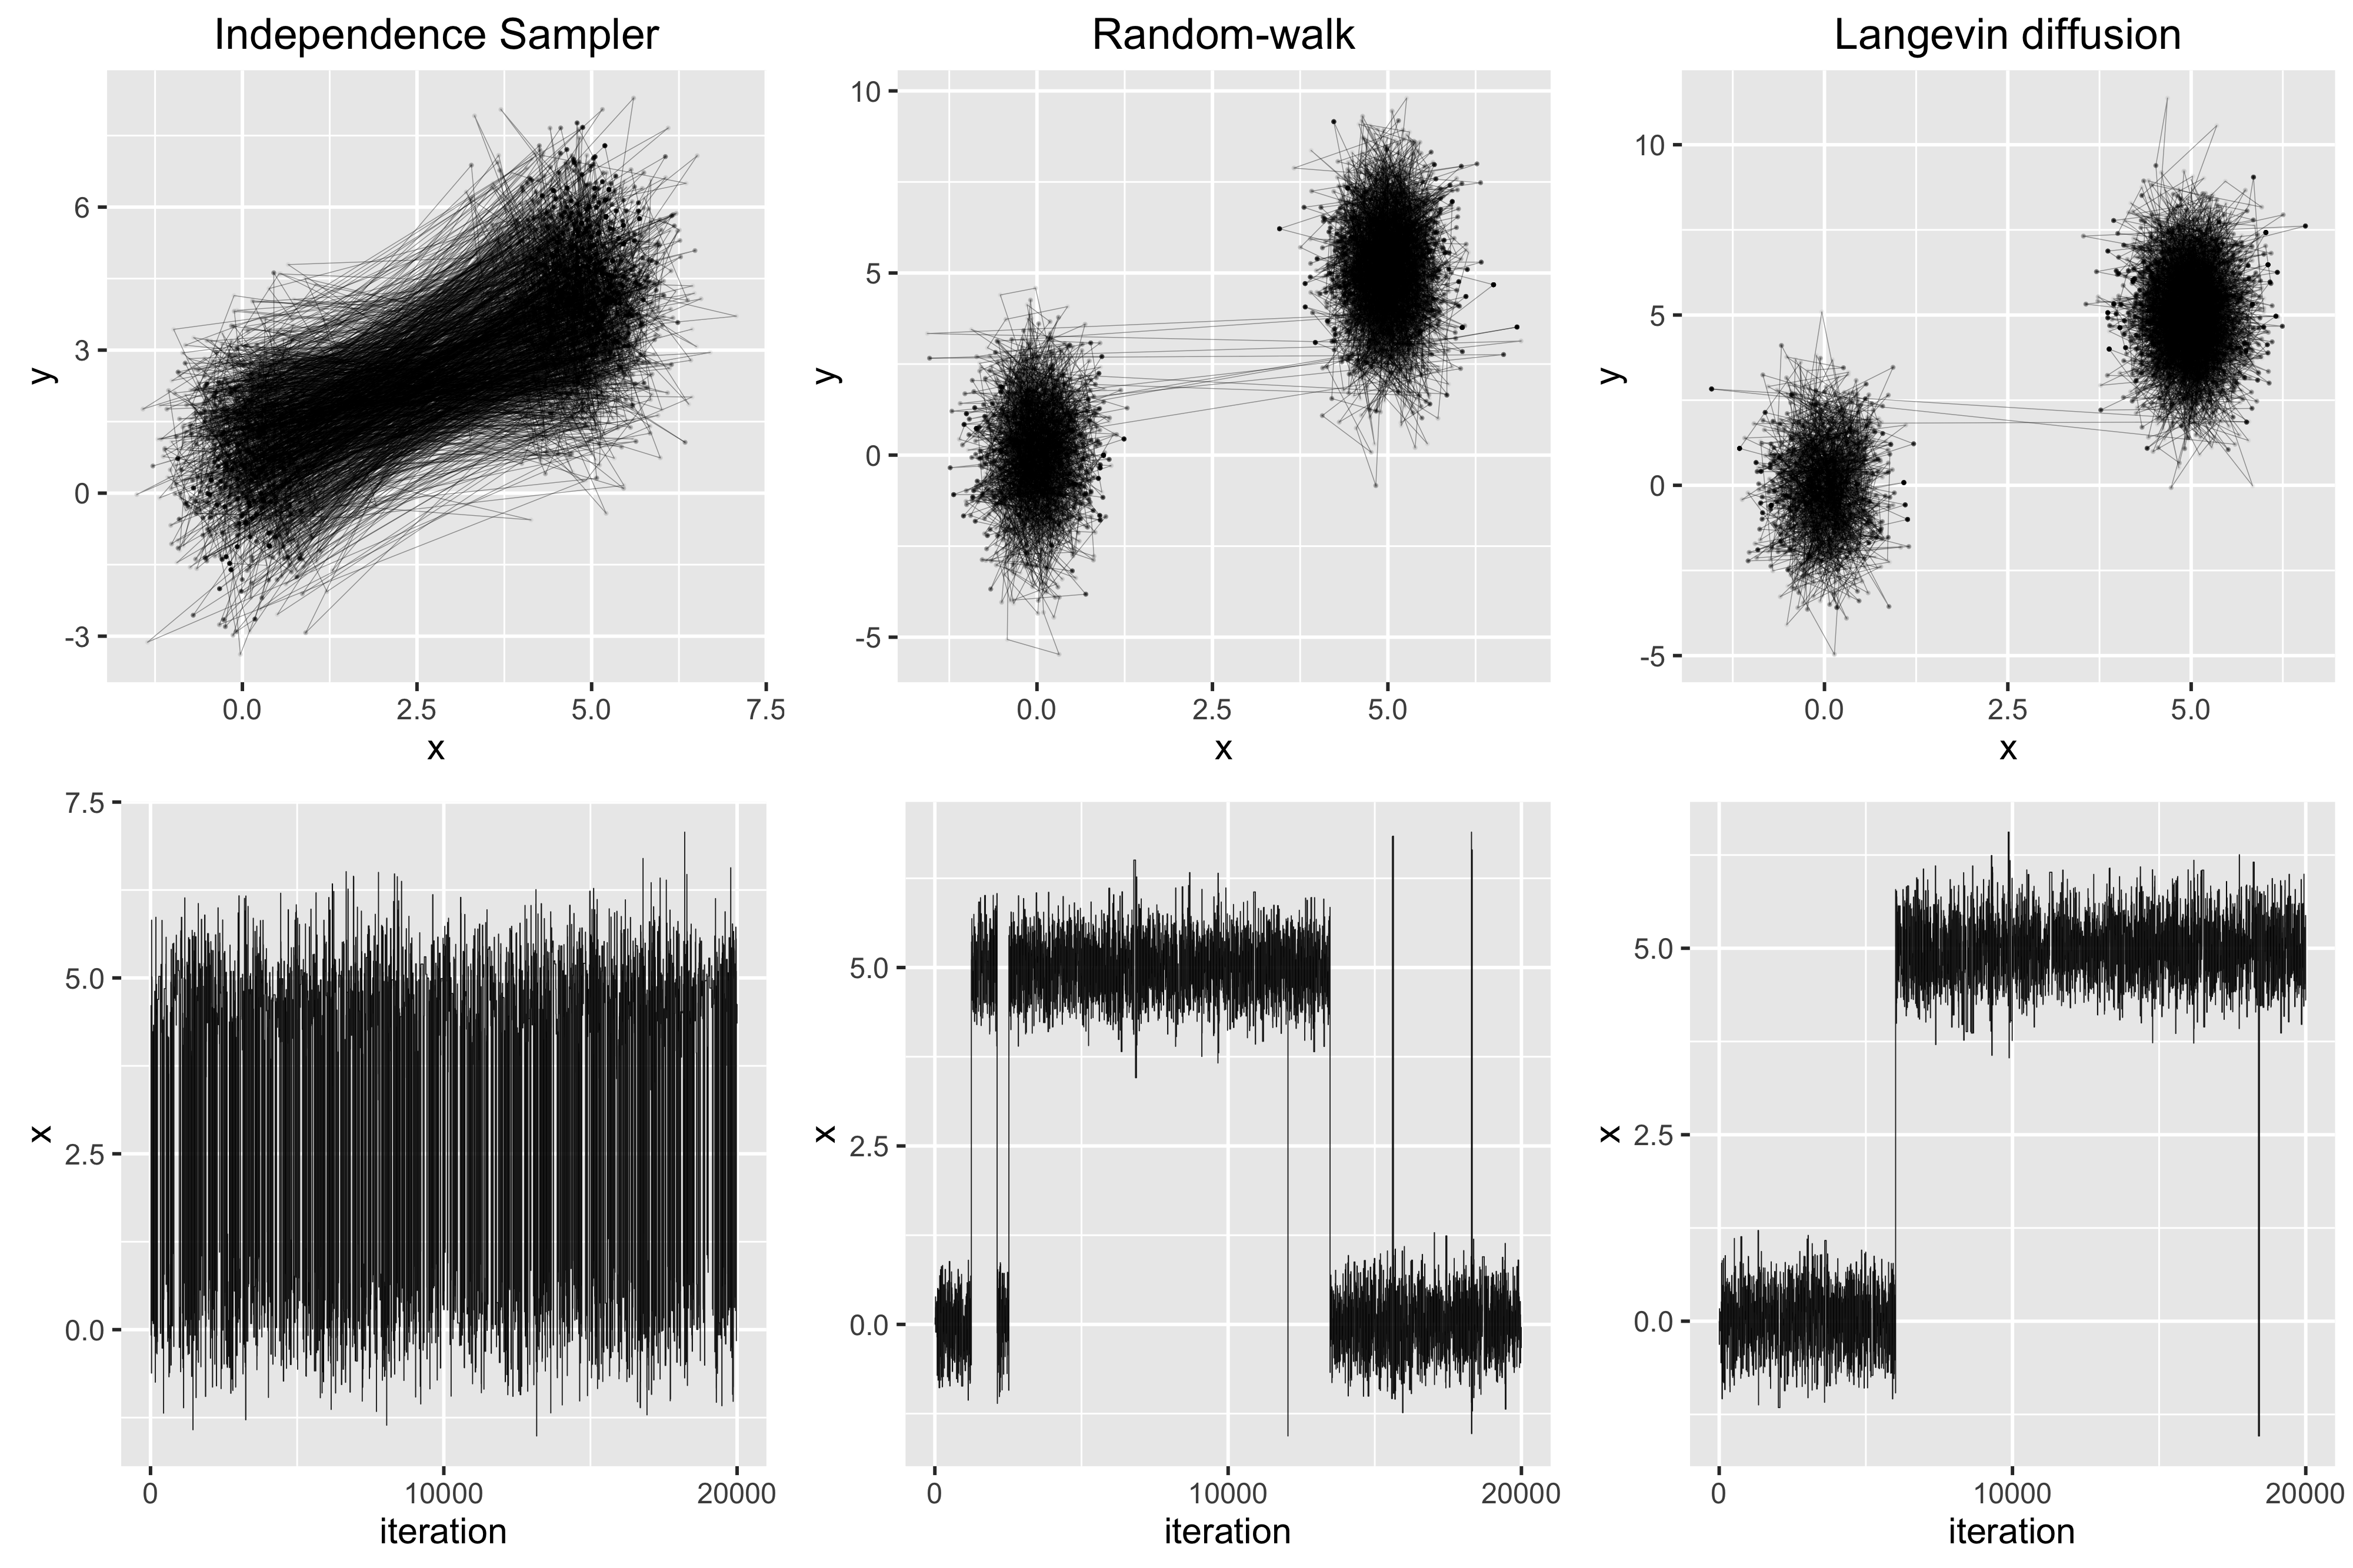 Independence Sampler
Random-walk
Langevin diffusion
y
6
3
0
-3
0.0 2.5 5.0 7.5
x
y
10
5
0
-5
0.0 2.5 5.0
x
y
10
5
0
-5
0.0 2.5 5.0
x
x
7.5
5.0
2.5
0.0
0 10000 20000
iteration
x
5.0
2.5
0.0
0 10000 20000
iteration
x
5.0
2.5
0.0
0 10000 20000
iteration